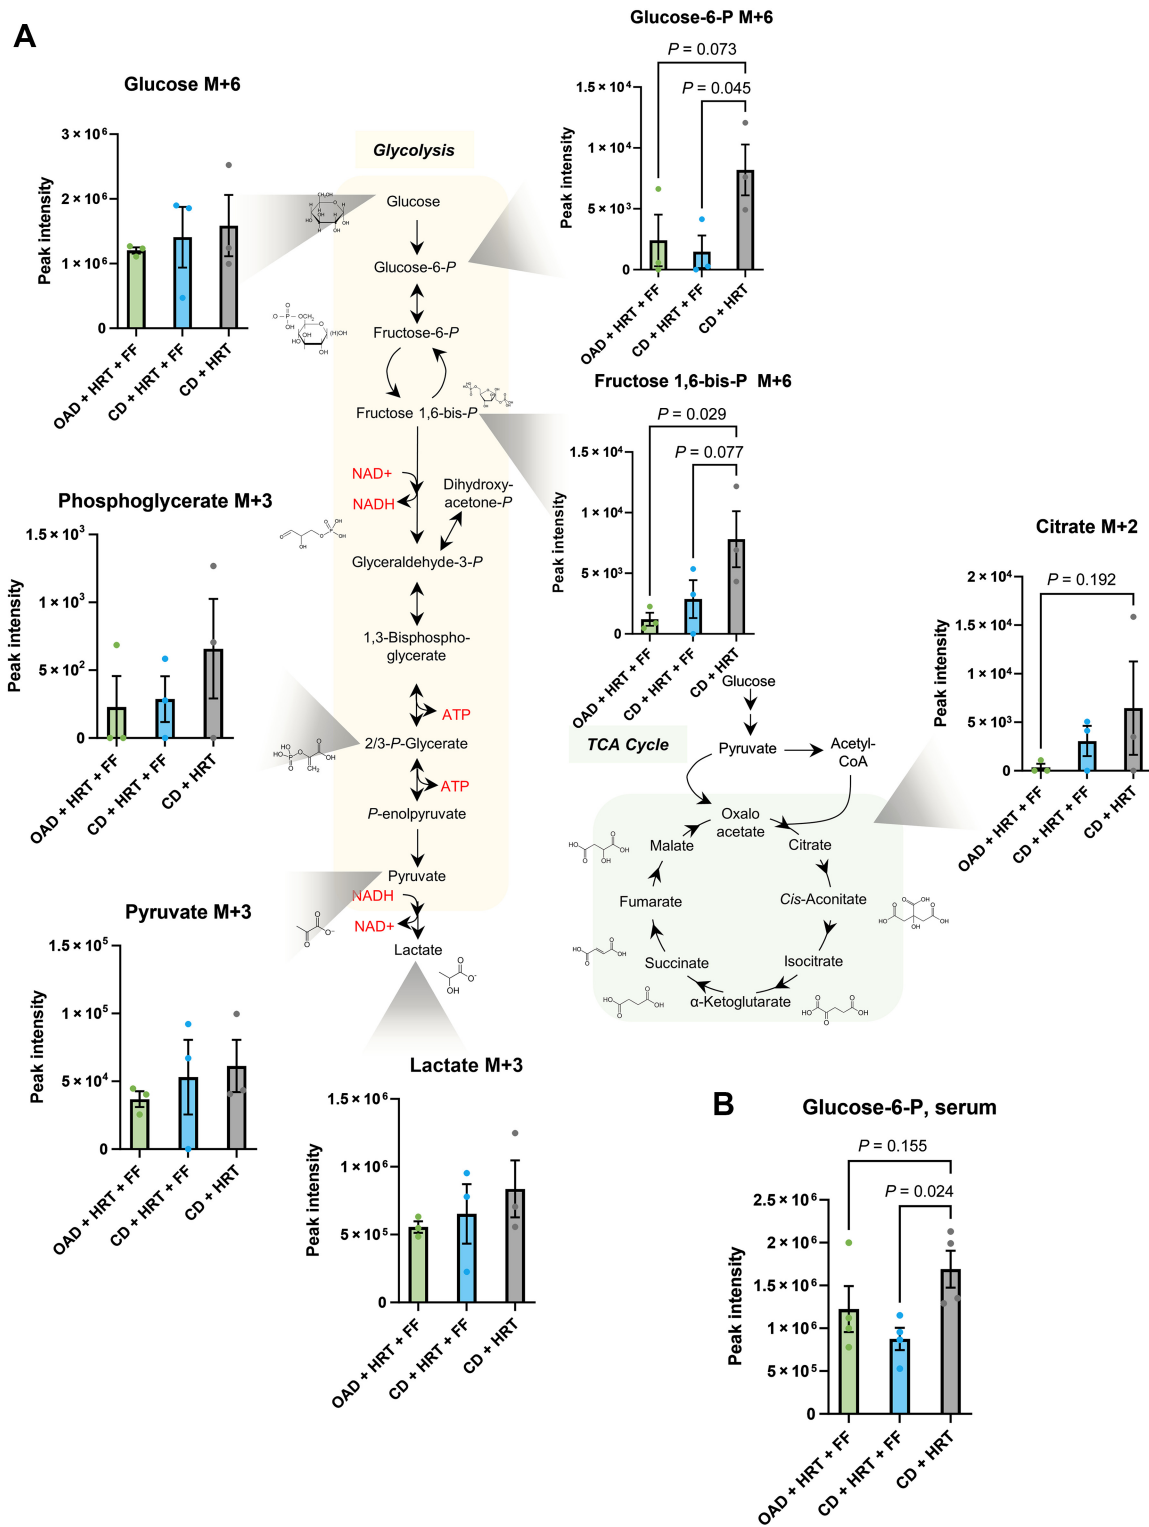 A
Glucose M+6
Peak intensity
3 × 10⁶
2 × 10⁶
1 × 10⁶
0
OAD + HRT + FF
CD + HRT + FF
CD + HRT
Glucose-6-P M+6
P = 0.073
P = 0.045
Peak intensity
1.5 × 10⁴
1 × 10⁴
5 × 10³
0
OAD + HRT + FF
CD + HRT + FF
CD + HRT
Glycolysis
Glucose
Glucose-6-P
Fructose-6-P
Fructose 1,6-bis-P
NAD+
NADH
Dihydroxy-
acetone-P
Glyceraldehyde-3-P
1,3-Bisphospho-
glycerate
ATP
2/3-P-Glycerate
ATP
P-enolpyruvate
Pyruvate
NADH
NAD+
Lactate
Fructose 1,6-bis-P M+6
P = 0.029
P = 0.077
Peak intensity
1.5 × 10⁴
1 × 10⁴
5 × 10³
0
OAD + HRT + FF
CD + HRT + FF
CD + HRT
Phosphoglycerate M+3
Peak intensity
1.5 × 10³
1 × 10³
5 × 10²
0
OAD + HRT + FF
CD + HRT + FF
CD + HRT
Citrate M+2
P = 0.192
Peak intensity
2 × 10⁴
1.5 × 10⁴
1 × 10⁴
5 × 10³
0
OAD + HRT + FF
CD + HRT + FF
CD + HRT
TCA Cycle
Glucose
Pyruvate
Acetyl-
CoA
Oxalo
acetate
Citrate
Cis-Aconitate
Isocitrate
α-Ketoglutarate
Succinate
Fumarate
Malate
Pyruvate M+3
Peak intensity
1.5 × 10⁵
1 × 10⁵
5 × 10⁴
0
OAD + HRT + FF
CD + HRT + FF
CD + HRT
Lactate M+3
Peak intensity
1.5 × 10⁶
1 × 10⁶
5 × 10⁵
0
OAD + HRT + FF
CD + HRT + FF
CD + HRT
B
Glucose-6-P, serum
P = 0.155
P = 0.024
Peak intensity
2.5 × 10⁶
2 × 10⁶
1.5 × 10⁶
1 × 10⁶
5 × 10⁵
0
OAD + HRT + FF
CD + HRT + FF
CD + HRT